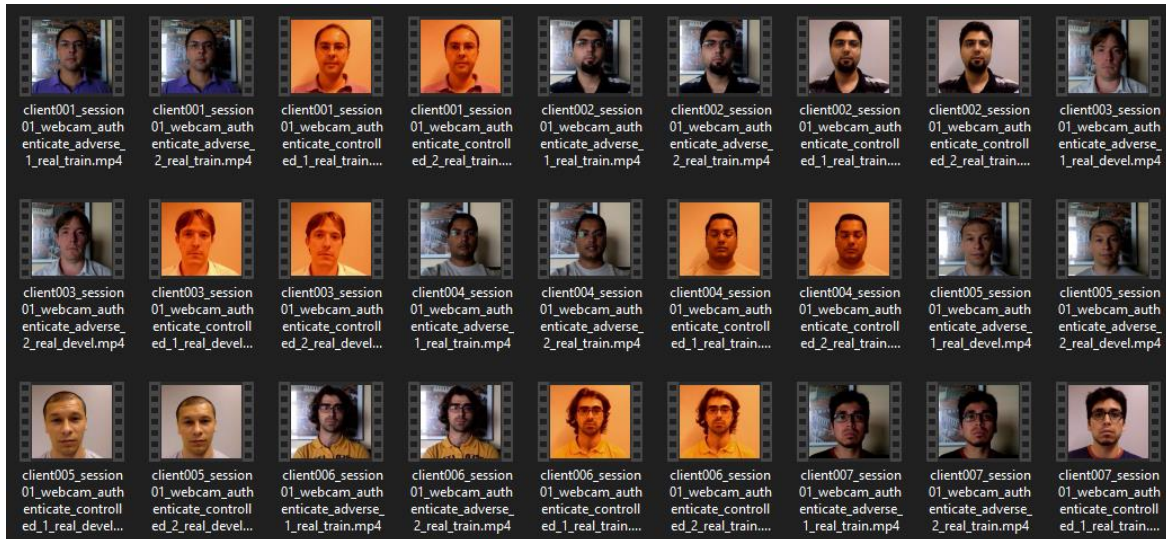 client001_session
01_webcam_auth
enticate_adverse_
1_real_train.mp4
client001_session
01_webcam_auth
enticate_adverse_
2_real_train.mp4
client001_session
01_webcam_auth
enticate_controll
ed_1_real_train....
client001_session
01_webcam_auth
enticate_controll
ed_2_real_train....
client002_session
01_webcam_auth
enticate_adverse_
1_real_train.mp4
client002_session
01_webcam_auth
enticate_adverse_
2_real_train.mp4
client002_session
01_webcam_auth
enticate_controll
ed_1_real_train....
client002_session
01_webcam_auth
enticate_controll
ed_2_real_train....
client003_session
01_webcam_auth
enticate_adverse_
1_real_devel.mp4
client003_session
01_webcam_auth
enticate_adverse_
2_real_devel.mp4
client003_session
01_webcam_auth
enticate_controll
ed_1_real_devel...
client003_session
01_webcam_auth
enticate_controll
ed_2_real_devel...
client004_session
01_webcam_auth
enticate_adverse_
1_real_train.mp4
client004_session
01_webcam_auth
enticate_adverse_
2_real_train.mp4
client004_session
01_webcam_auth
enticate_controll
ed_1_real_train....
client004_session
01_webcam_auth
enticate_controll
ed_2_real_train....
client005_session
01_webcam_auth
enticate_adverse_
1_real_devel.mp4
client005_session
01_webcam_auth
enticate_adverse_
2_real_devel.mp4
client005_session
01_webcam_auth
enticate_controll
ed_1_real_devel...
client005_session
01_webcam_auth
enticate_controll
ed_2_real_devel...
client006_session
01_webcam_auth
enticate_adverse_
1_real_train.mp4
client006_session
01_webcam_auth
enticate_adverse_
2_real_train.mp4
client006_session
01_webcam_auth
enticate_controll
ed_1_real_train....
client006_session
01_webcam_auth
enticate_controll
ed_2_real_train....
client007_session
01_webcam_auth
enticate_adverse_
1_real_train.mp4
client007_session
01_webcam_auth
enticate_adverse_
2_real_train.mp4
client007_session
01_webcam_auth
enticate_controll
ed_1_real_train....